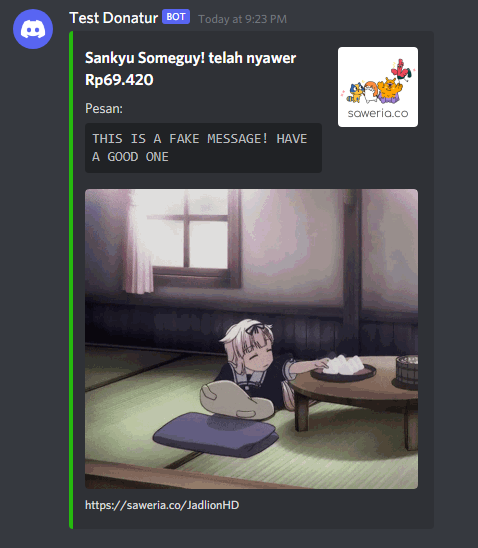 Test Donatur BOT Today at 9:23 PM
Sankyu Someguy! telah nyawer
Rp69.420
saweria.co
Pesan:
THIS IS A FAKE MESSAGE! HAVE
A GOOD ONE
https://saweria.co/JadlionHD